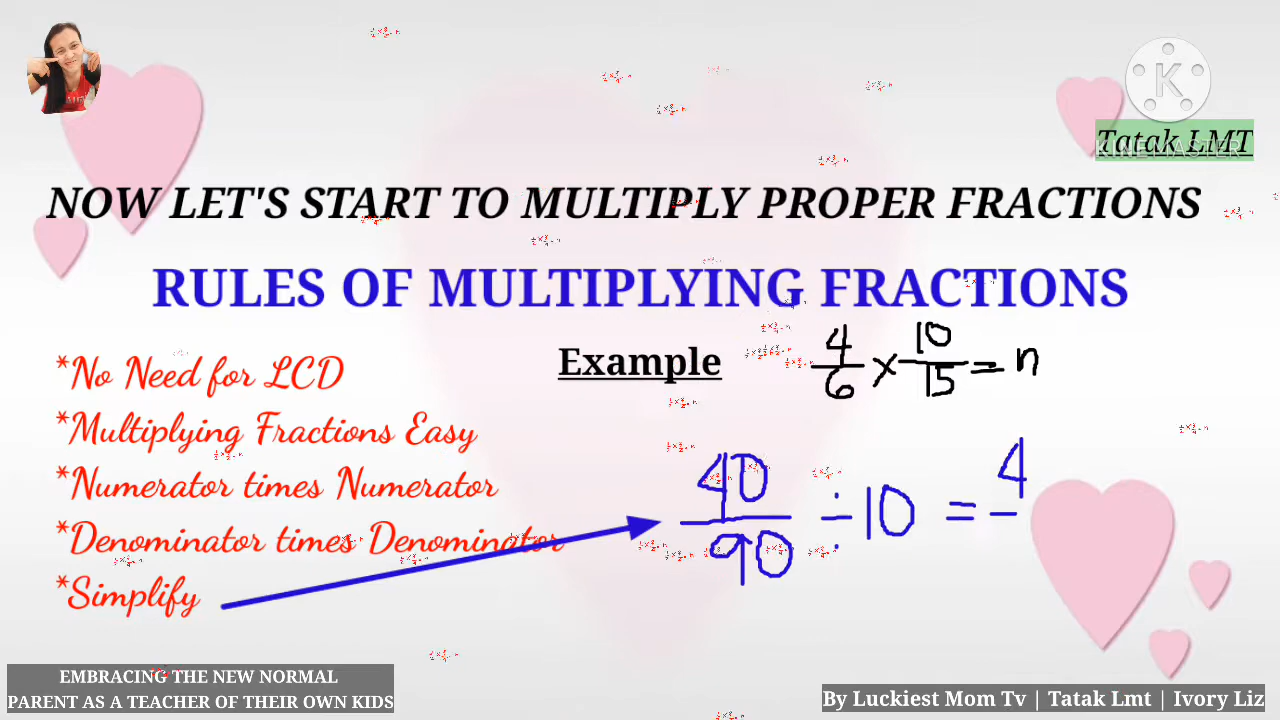 K
Tatak LMT
KINEMASTER
NOW LET'S START TO MULTIPLY PROPER FRACTIONS
RULES OF MULTIPLYING FRACTIONS
*No Need for LCD
Example
4/6 × 10/15 = n
*Multiplying Fractions Easy
*Numerator times Numerator
*Denominator times Denominator
40/90 ÷ 10 = 4/
*Simplify
EMBRACING THE NEW NORMAL
PARENT AS A TEACHER OF THEIR OWN KIDS
By Luckiest Mom Tv | Tatak Lmt | Ivory Liz